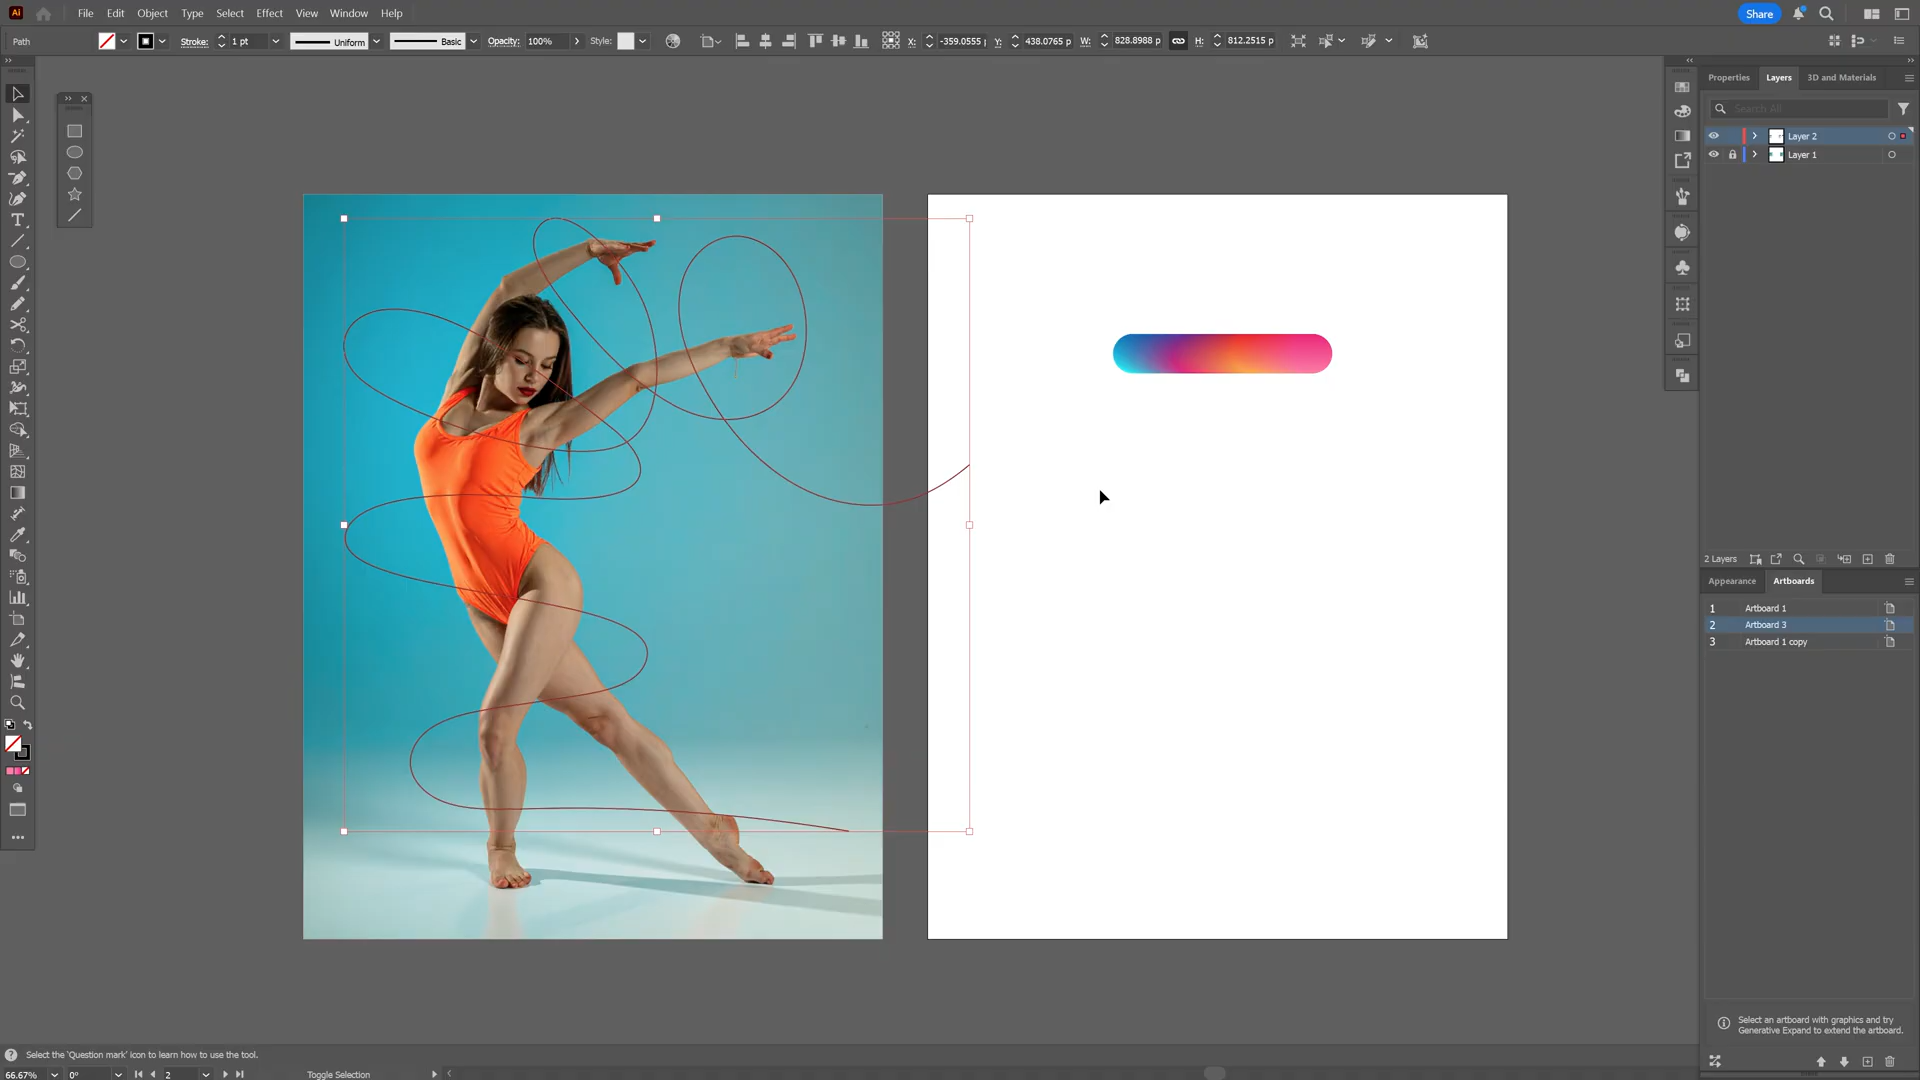 Ai File Edit Object Type Select Effect View Window Help Share
Path Stroke: 1 pt Uniform Basic Opacity: 100% Style: X: -359.0555 Y: 438.0765 p W: 828.8988 p H: 812.2515 p
Properties Layers 3D and Materials
Search All
Layer 2
Layer 1
2 Layers
Appearance Artboards
1 Artboard 1
2 Artboard 3
3 Artboard 1 copy
Select an artboard with graphics and try
Generative Expand to extend the artboard.
Select the 'Question mark' icon to learn how to use the tool.
66.67% 0° 2 Toggle Selection